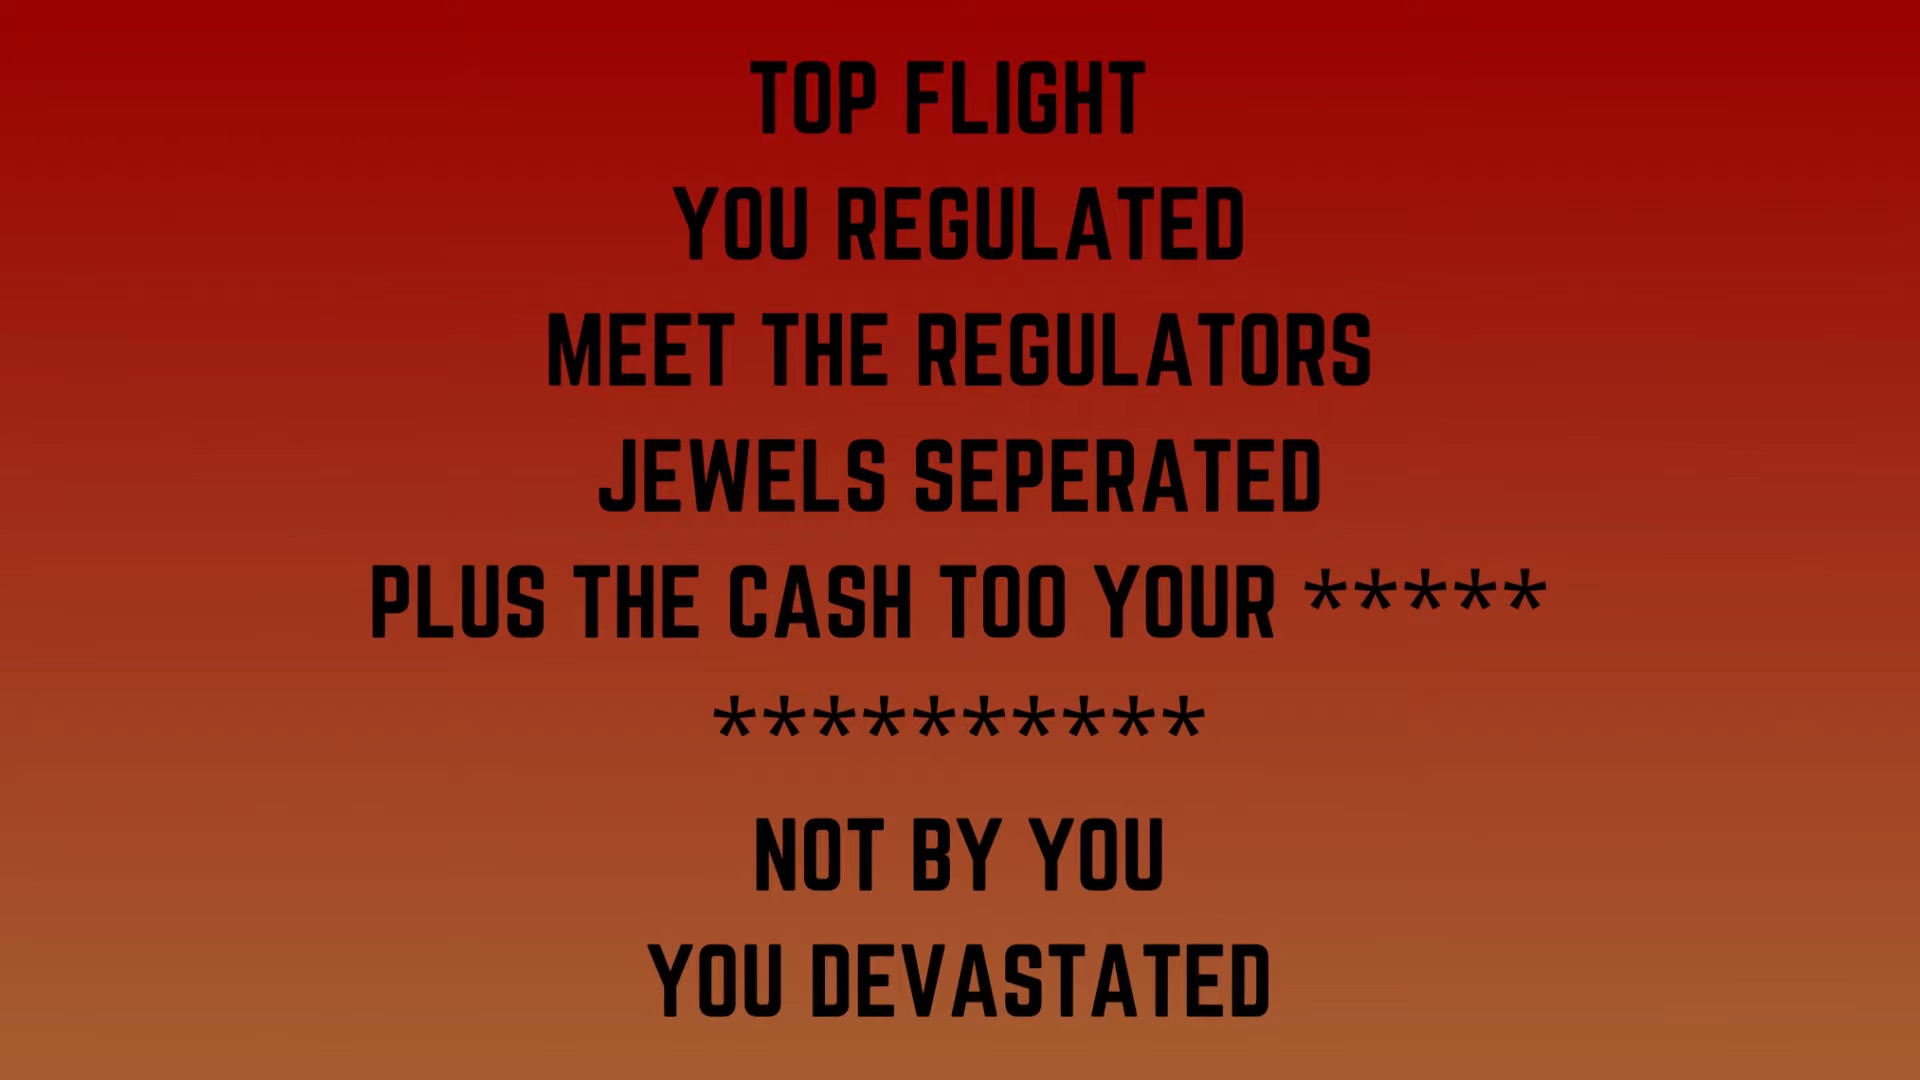 TOP FLIGHT
YOU REGULATED
MEET THE REGULATORS
JEWELS SEPERATED
PLUS THE CASH TOO YOUR *****
**********
NOT BY YOU
YOU DEVASTATED